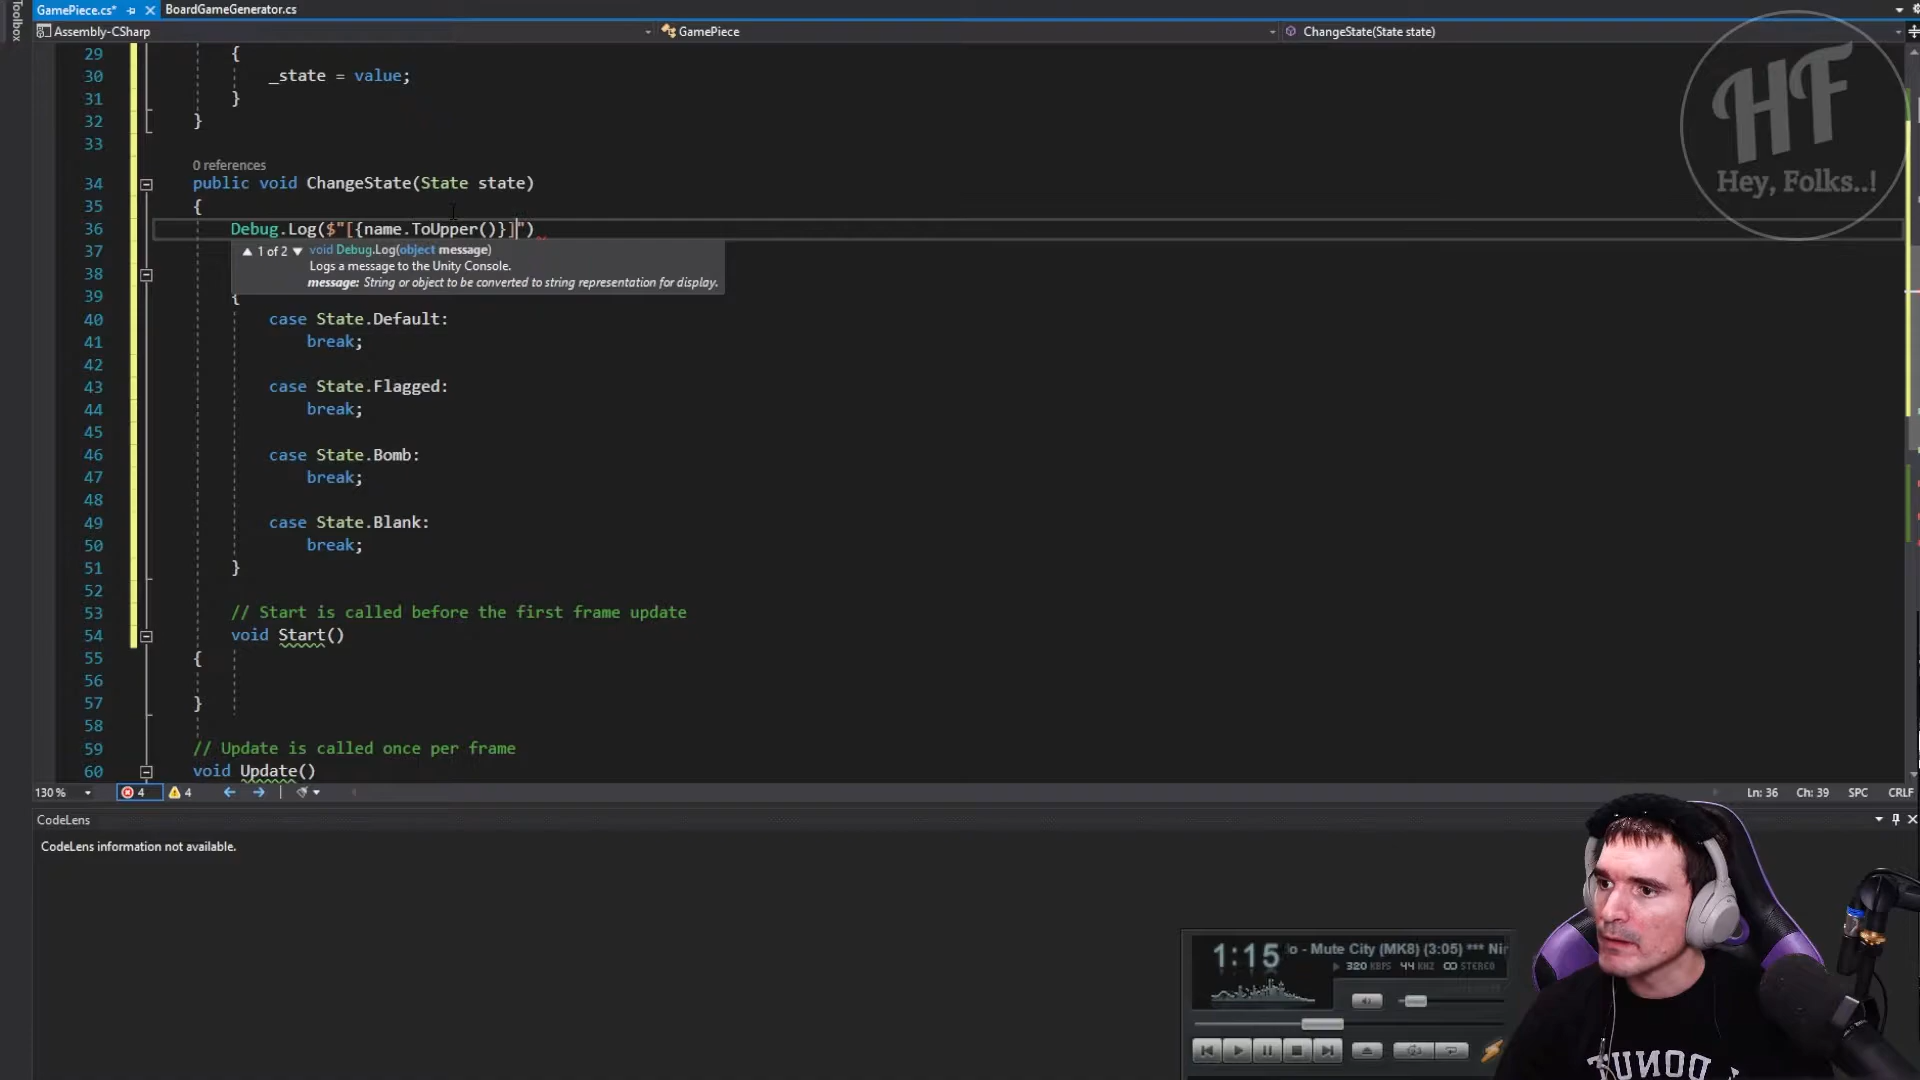 Toolbox
GamePiece.cs*
BoardGameGenerator.cs
Assembly-CSharp
GamePiece
ChangeState(State state)
29 {
30 _state = value;
31 }
32 }
33
0 references
34 public void ChangeState(State state)
35 {
36 Debug.Log($"[{name.ToUpper()}]")
37
1 of 2 void Debug.Log(object message)
Logs a message to the Unity Console.
message: String or object to be converted to string representation for display.
38
39 {
40 case State.Default:
41 break;
42
43 case State.Flagged:
44 break;
45
46 case State.Bomb:
47 break;
48
49 case State.Blank:
50 break;
51 }
52
53 // Start is called before the first frame update
54 void Start()
55 {
56
57 }
58
59 // Update is called once per frame
60 void Update()
130 %
4
4
Ln: 36 Ch: 39 SPC CRLF
CodeLens
CodeLens information not available.
HF
Hey, Folks..!
1:15
o - Mute City (MK8) (3:05) ***
320 KBPS 44 KHZ STEREO
DONUT